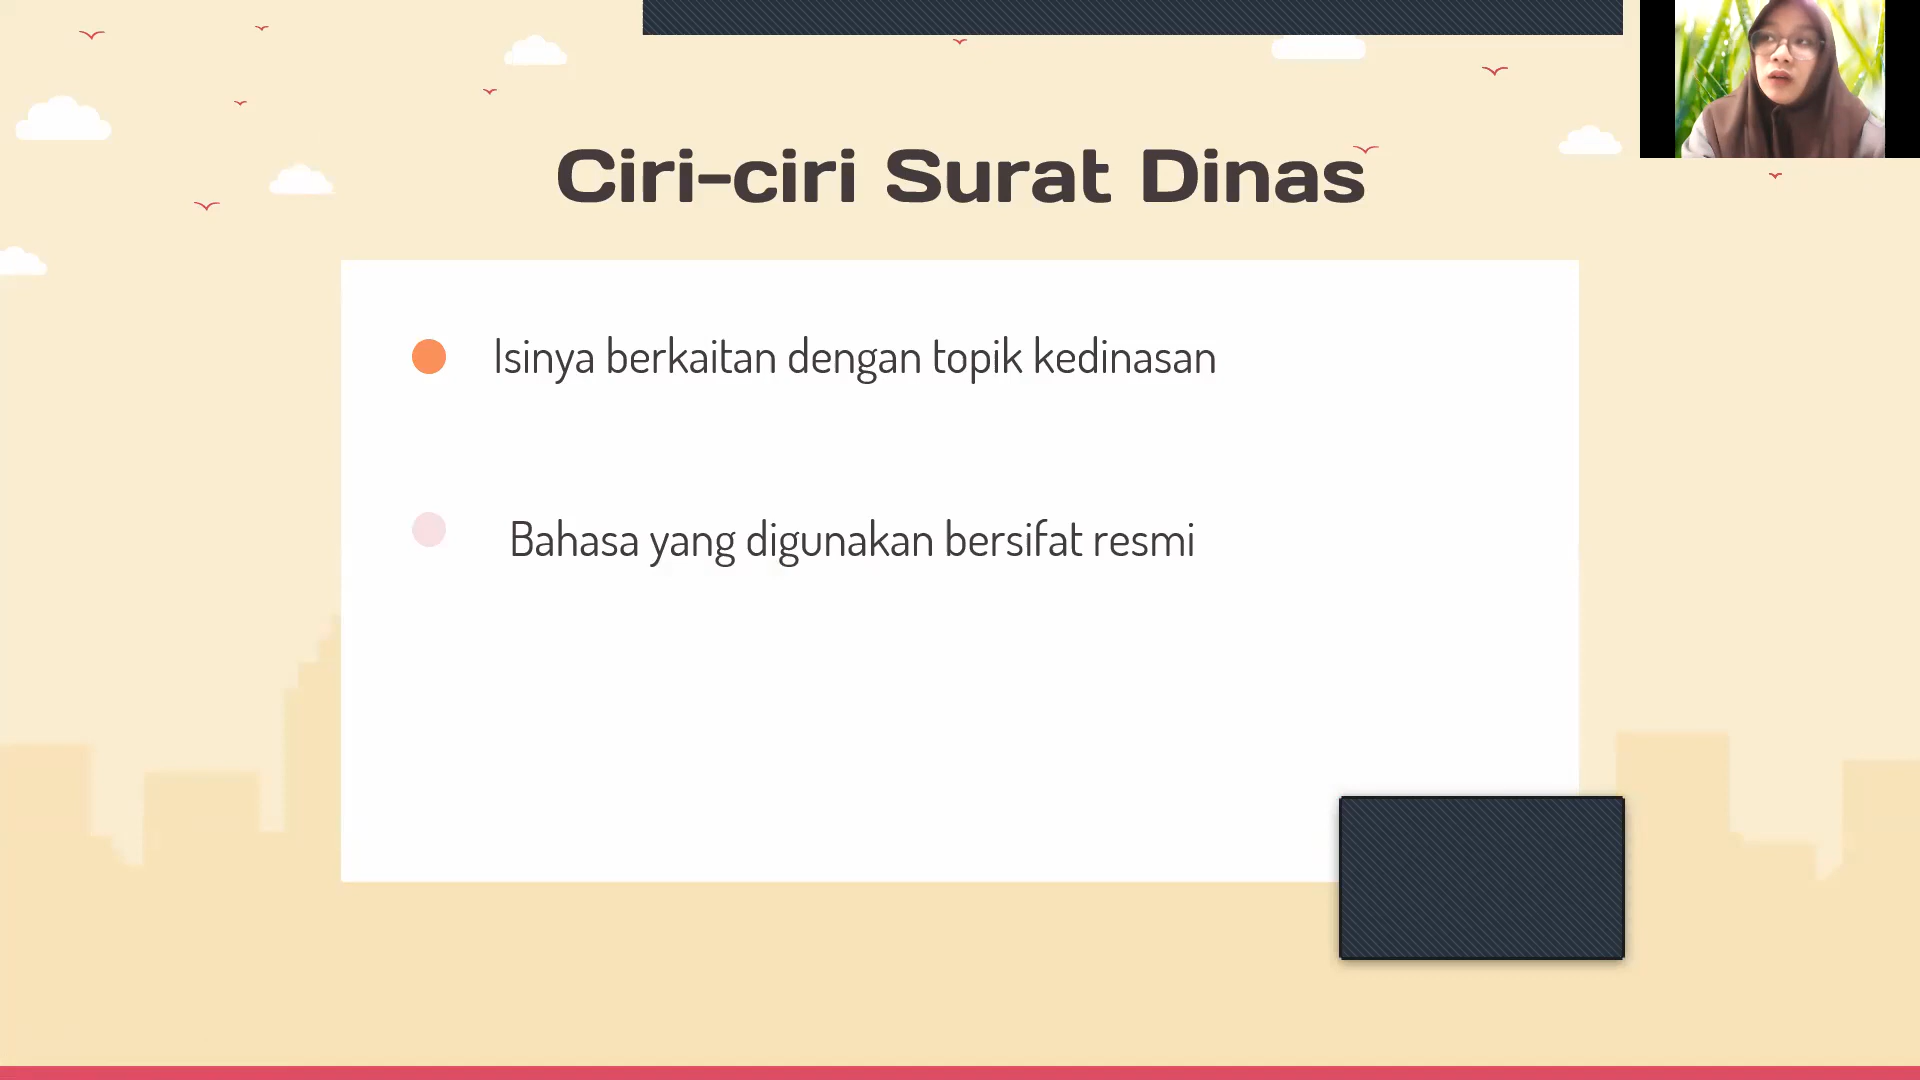 Ciri-ciri Surat Dinas
Isinya berkaitan dengan topik kedinasan
Bahasa yang digunakan bersifat resmi